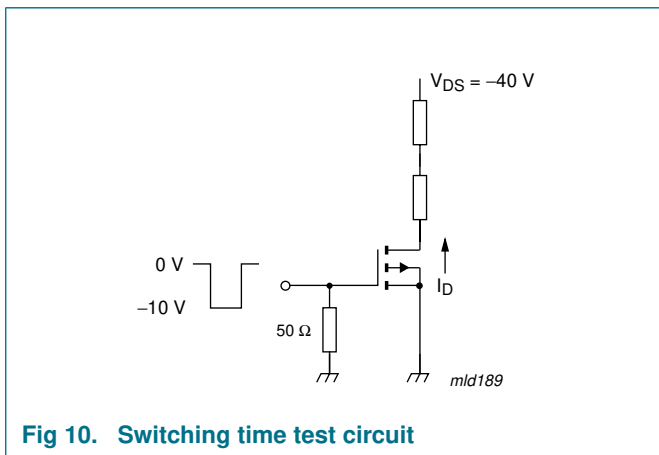 V_DS = −40 V
0 V
−10 V
50 Ω
I_D
mld189
Fig 10. Switching time test circuit